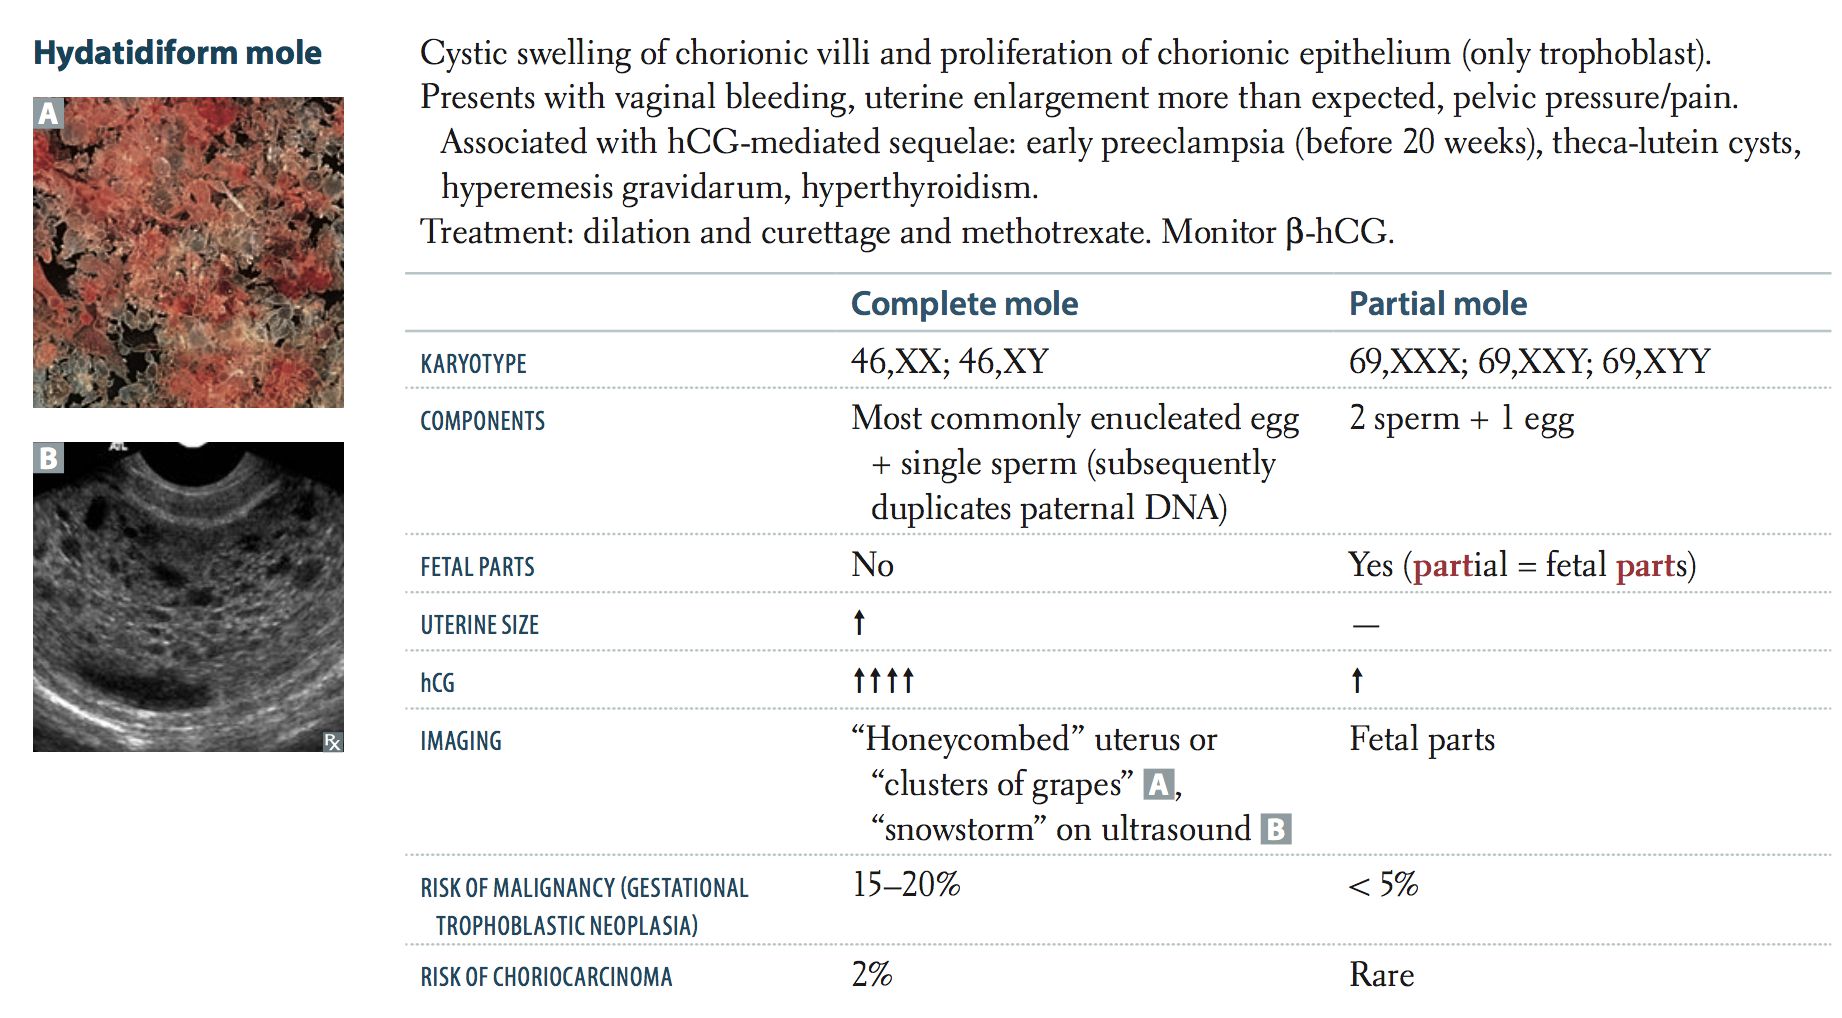 Hydatidiform mole
A
B
Rx
Cystic swelling of chorionic villi and proliferation of chorionic epithelium (only trophoblast).
Presents with vaginal bleeding, uterine enlargement more than expected, pelvic pressure/pain.
Associated with hCG-mediated sequelae: early preeclampsia (before 20 weeks), theca-lutein cysts,
hyperemesis gravidarum, hyperthyroidism.
Treatment: dilation and curettage and methotrexate. Monitor β-hCG.
Complete mole Partial mole
KARYOTYPE 46,XX; 46,XY 69,XXX; 69,XXY; 69,XYY
COMPONENTS Most commonly enucleated egg 2 sperm + 1 egg
+ single sperm (subsequently
duplicates paternal DNA)
FETAL PARTS No Yes (partial = fetal parts)
UTERINE SIZE ↑ —
hCG ↑↑↑↑ ↑
IMAGING “Honeycombed” uterus or Fetal parts
“clusters of grapes” A,
“snowstorm” on ultrasound B
RISK OF MALIGNANCY (GESTATIONAL 15–20% < 5%
TROPHOBLASTIC NEOPLASIA)
RISK OF CHORIOCARCINOMA 2% Rare